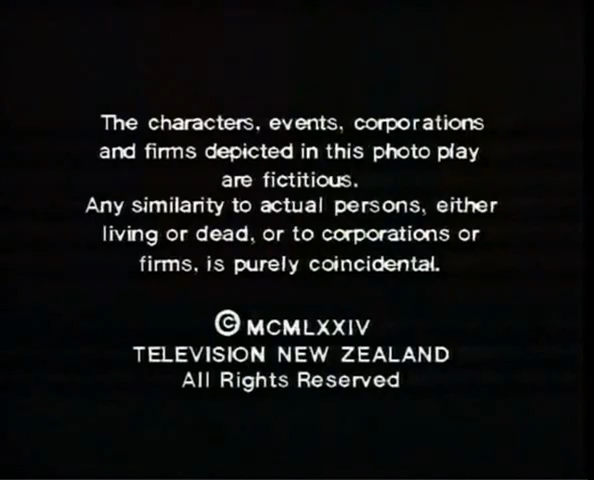 The characters, events, corporations
and firms depicted in this photo play
are fictitious.
Any similarity to actual persons, either
living or dead, or to corporations or
firms, is purely coincidental.
© MCMLXXIV
TELEVISION NEW ZEALAND
All Rights Reserved